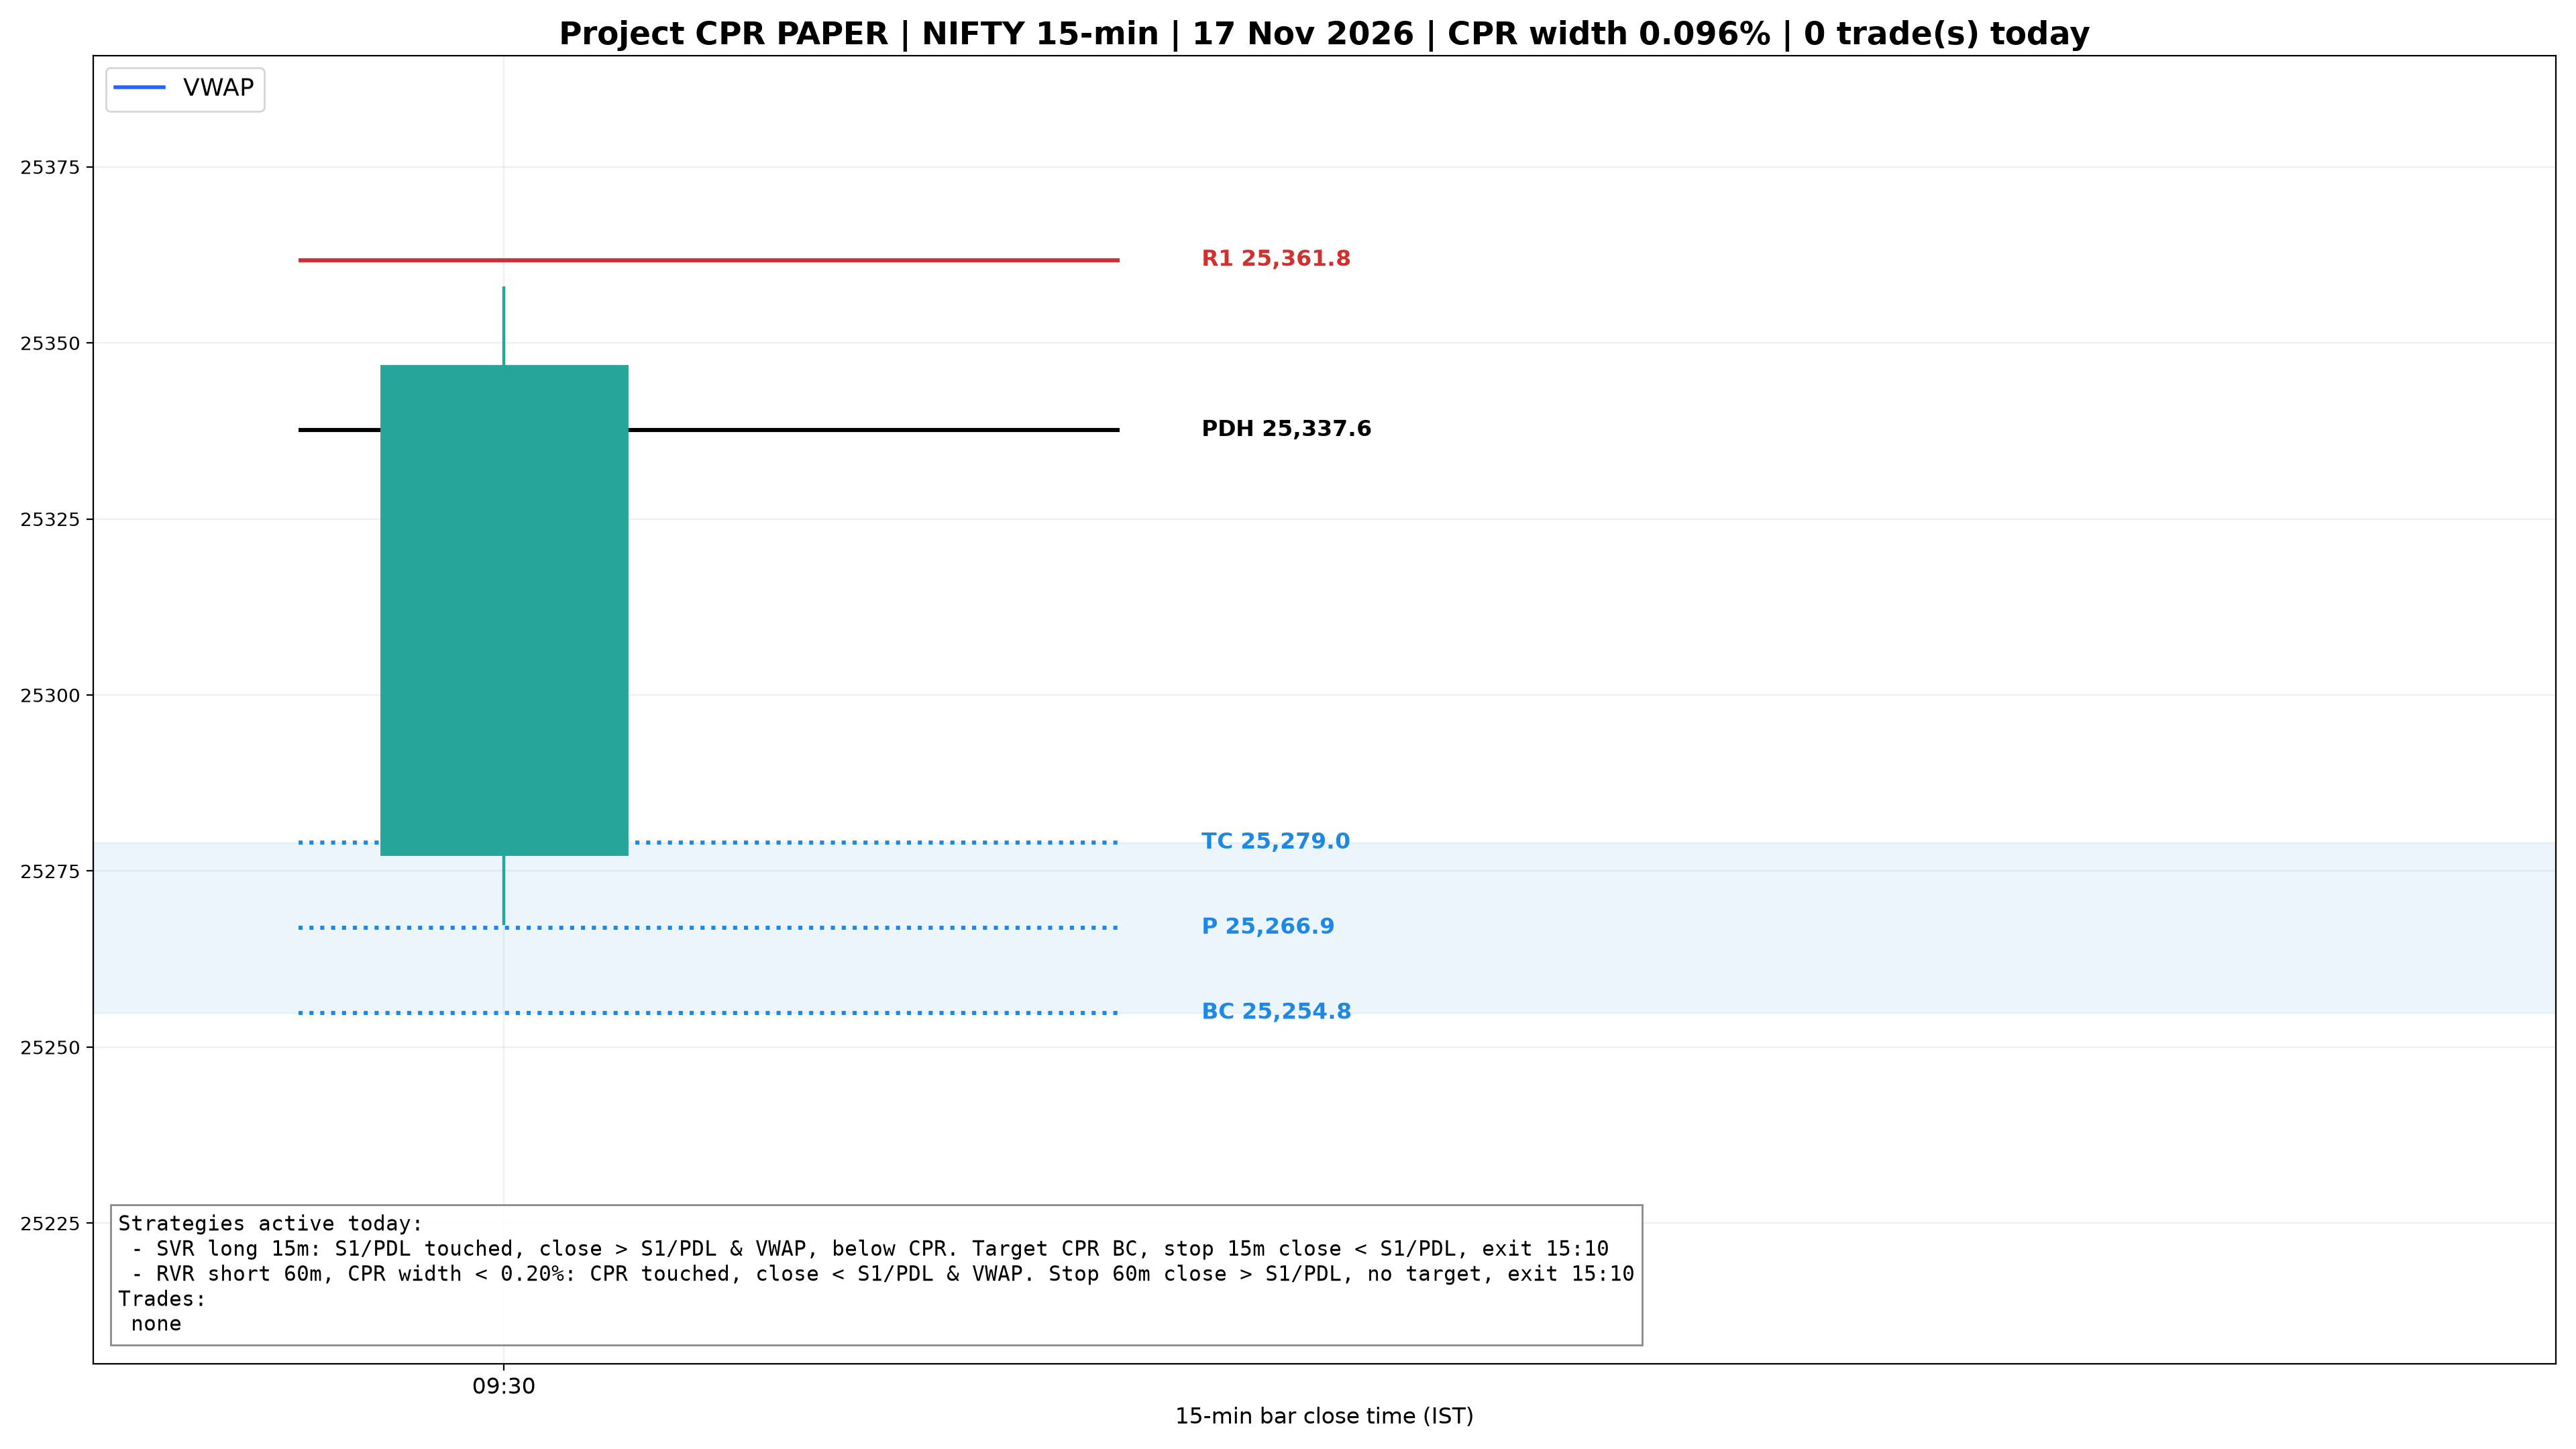 Project CPR PAPER | NIFTY 15-min | 17 Nov 2026 | CPR width 0.096% | 0 trade(s) today
VWAP
25375
R1 25,361.8
25350
PDH 25,337.6
25325
25300
TC 25,279.0
25275
P 25,266.9
BC 25,254.8
25250
25225
Strategies active today:
- SVR long 15m: S1/PDL touched, close > S1/PDL & VWAP, below CPR. Target CPR BC, stop 15m close < S1/PDL, exit 15:10
- RVR short 60m, CPR width < 0.20%: CPR touched, close < S1/PDL & VWAP. Stop 60m close > S1/PDL, no target, exit 15:10
Trades:
none
09:30
15-min bar close time (IST)